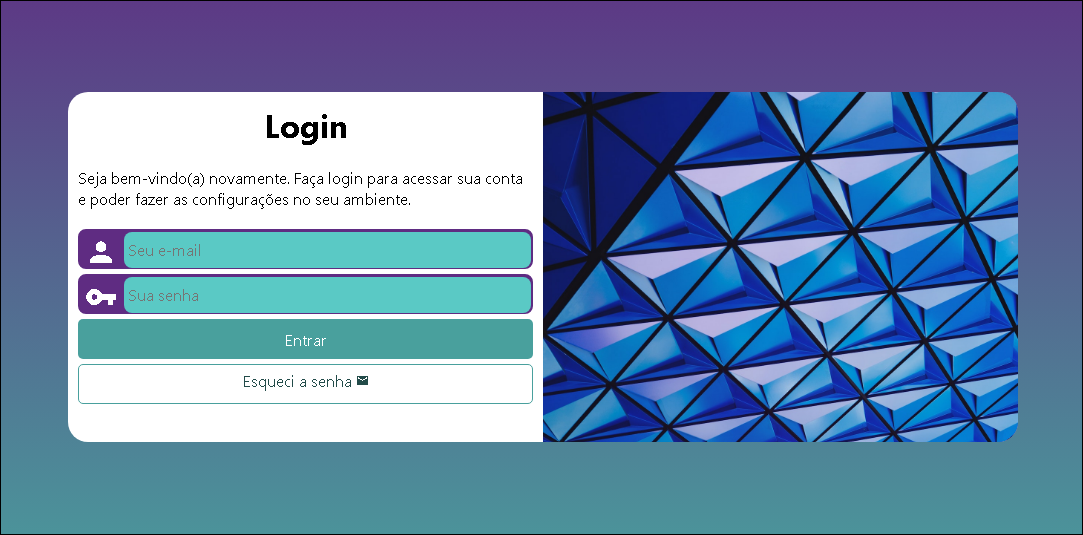 Login
Seja bem-vindo(a) novamente. Faça login para acessar sua conta
e poder fazer as configurações no seu ambiente.
Seu e-mail
Sua senha
Entrar
Esqueci a senha